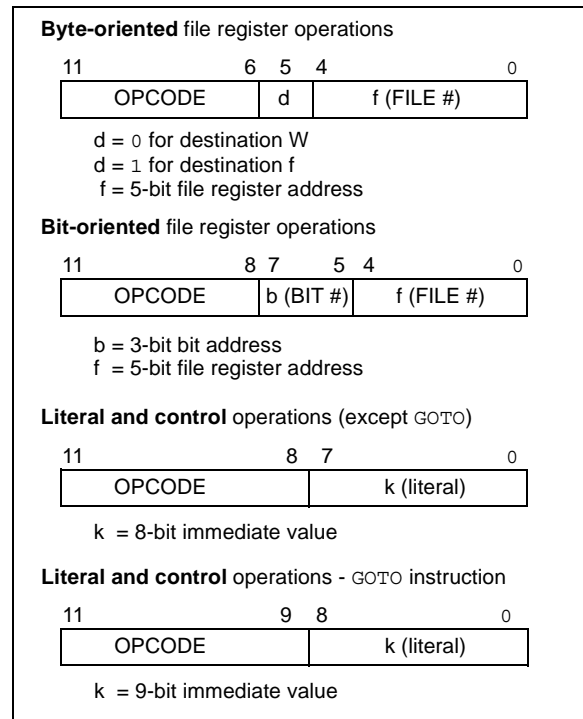 Byte-oriented file register operations
11 6 5 4 0
OPCODE d f (FILE #)
d = 0 for destination W
d = 1 for destination f
f = 5-bit file register address
Bit-oriented file register operations
11 8 7 5 4 0
OPCODE b (BIT #) f (FILE #)
b = 3-bit bit address
f = 5-bit file register address
Literal and control operations (except GOTO)
11 8 7 0
OPCODE k (literal)
k = 8-bit immediate value
Literal and control operations - GOTO instruction
11 9 8 0
OPCODE k (literal)
k = 9-bit immediate value